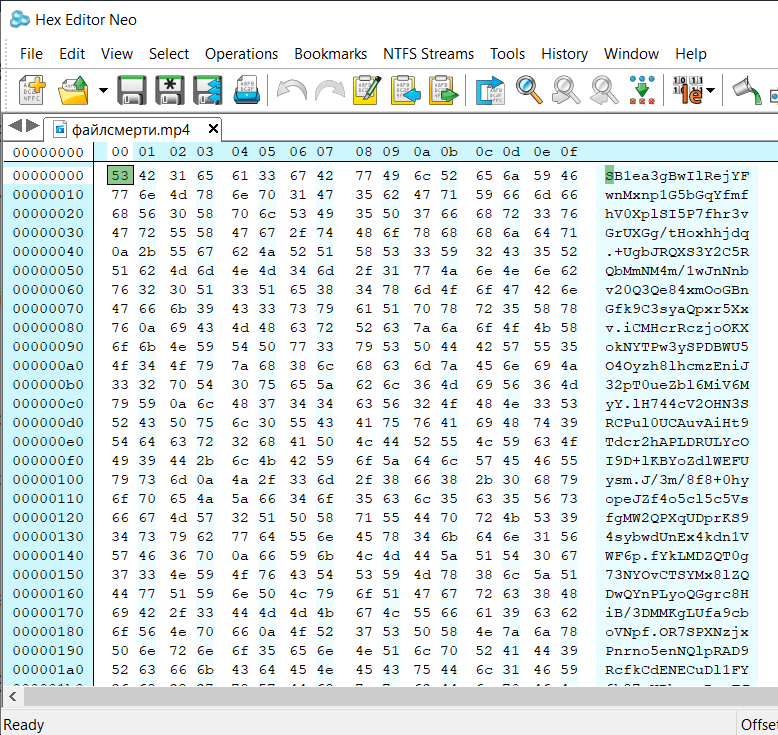 Hex Editor Neo
File Edit View Select Operations Bookmarks NTFS Streams Tools History Window Help
файлсмерти.mp4
00000000 00 01 02 03 04 05 06 07 08 09 0a 0b 0c 0d 0e 0f
00000000 53 42 31 65 61 33 67 42 77 49 6c 52 65 6a 59 46 SB1ea3gBwIlRejYF
00000010 77 6e 4d 78 6e 70 31 47 35 62 47 71 59 66 6d 66 wnMxnp1G5bGqYfmf
00000020 68 56 30 58 70 6c 53 49 35 50 37 66 68 72 33 76 hV0XplSI5P7fhr3v
00000030 47 72 55 58 47 67 2f 74 48 6f 78 68 68 6a 64 71 GrUXGg/tHoxhhjdq
00000040 0a 2b 55 67 62 4a 52 51 58 53 33 59 32 43 35 52 .+UgbJRQXS3Y2C5R
00000050 51 62 4d 6d 4e 4d 34 6d 2f 31 77 4a 6e 4e 6e 62 QbMmNM4m/1wJnNnb
00000060 76 32 30 51 33 51 65 38 34 78 6d 4f 6f 47 42 6e v20Q3Qe84xmOoGBn
00000070 47 66 6b 39 43 33 73 79 61 51 70 78 72 35 58 78 Gfk9C3syaQpxr5Xx
00000080 76 0a 69 43 4d 48 63 72 52 63 7a 6a 6f 4f 4b 58 v.iCMHcrRczjoOKX
00000090 6f 6b 4e 59 54 50 77 33 79 53 50 44 42 57 55 35 okNYTPw3ySPDBWU5
000000a0 4f 34 4f 79 7a 68 38 6c 68 63 6d 7a 45 6e 69 4a O4Oyzh8lhcmzEniJ
000000b0 33 32 70 54 30 75 65 5a 62 6c 36 4d 69 56 36 4d 32pT0ueZbl6MiV6M
000000c0 79 59 0a 6c 48 37 34 34 63 56 32 4f 48 4e 33 53 yY.lH744cV2OHN3S
000000d0 52 43 50 75 6c 30 55 43 41 75 76 41 69 48 74 39 RCPul0UCAuvAiHt9
000000e0 54 64 63 72 32 68 41 50 4c 44 52 55 4c 59 63 4f Tdcr2hAPLDRULYcO
000000f0 49 39 44 2b 6c 4b 42 59 6f 5a 64 6c 57 45 46 55 I9D+lKBYoZdlWEFU
00000100 79 73 6d 0a 4a 2f 33 6d 2f 38 66 38 2b 30 68 79 ysm.J/3m/8f8+0hy
00000110 6f 70 65 4a 5a 66 34 6f 35 63 6c 35 63 35 56 73 opeJZf4o5cl5c5Vs
00000120 66 67 4d 57 32 51 50 58 71 55 44 70 72 4b 53 39 fgMW2QPXqUDprKS9
00000130 34 73 79 62 77 64 55 6e 45 78 34 6b 64 6e 31 56 4sybwdUnEx4kdn1V
00000140 57 46 36 70 0a 66 59 6b 4c 4d 44 5a 51 54 30 67 WF6p.fYkLMDZQT0g
00000150 37 33 4e 59 4f 76 43 54 53 59 4d 78 38 6c 5a 51 73NYOvCTSYMx8lZQ
00000160 44 77 51 59 6e 50 4c 79 6f 51 47 67 72 63 38 48 DwQYnPLyoQGgrc8H
00000170 69 42 2f 33 44 4d 4d 4b 67 4c 55 66 61 39 63 62 iB/3DMMKgLUfa9cb
00000180 6f 56 4e 70 66 0a 4f 52 37 53 50 58 4e 7a 6a 78 oVNpf.OR7SPXNzjx
00000190 50 6e 72 6e 6f 35 65 6e 4e 51 6c 70 52 41 44 39 Pnrno5enNQlpRAD9
000001a0 52 63 66 6b 43 64 45 4e 45 43 75 44 6c 31 46 59 RcfkCdENECuDl1FY
Ready Offset